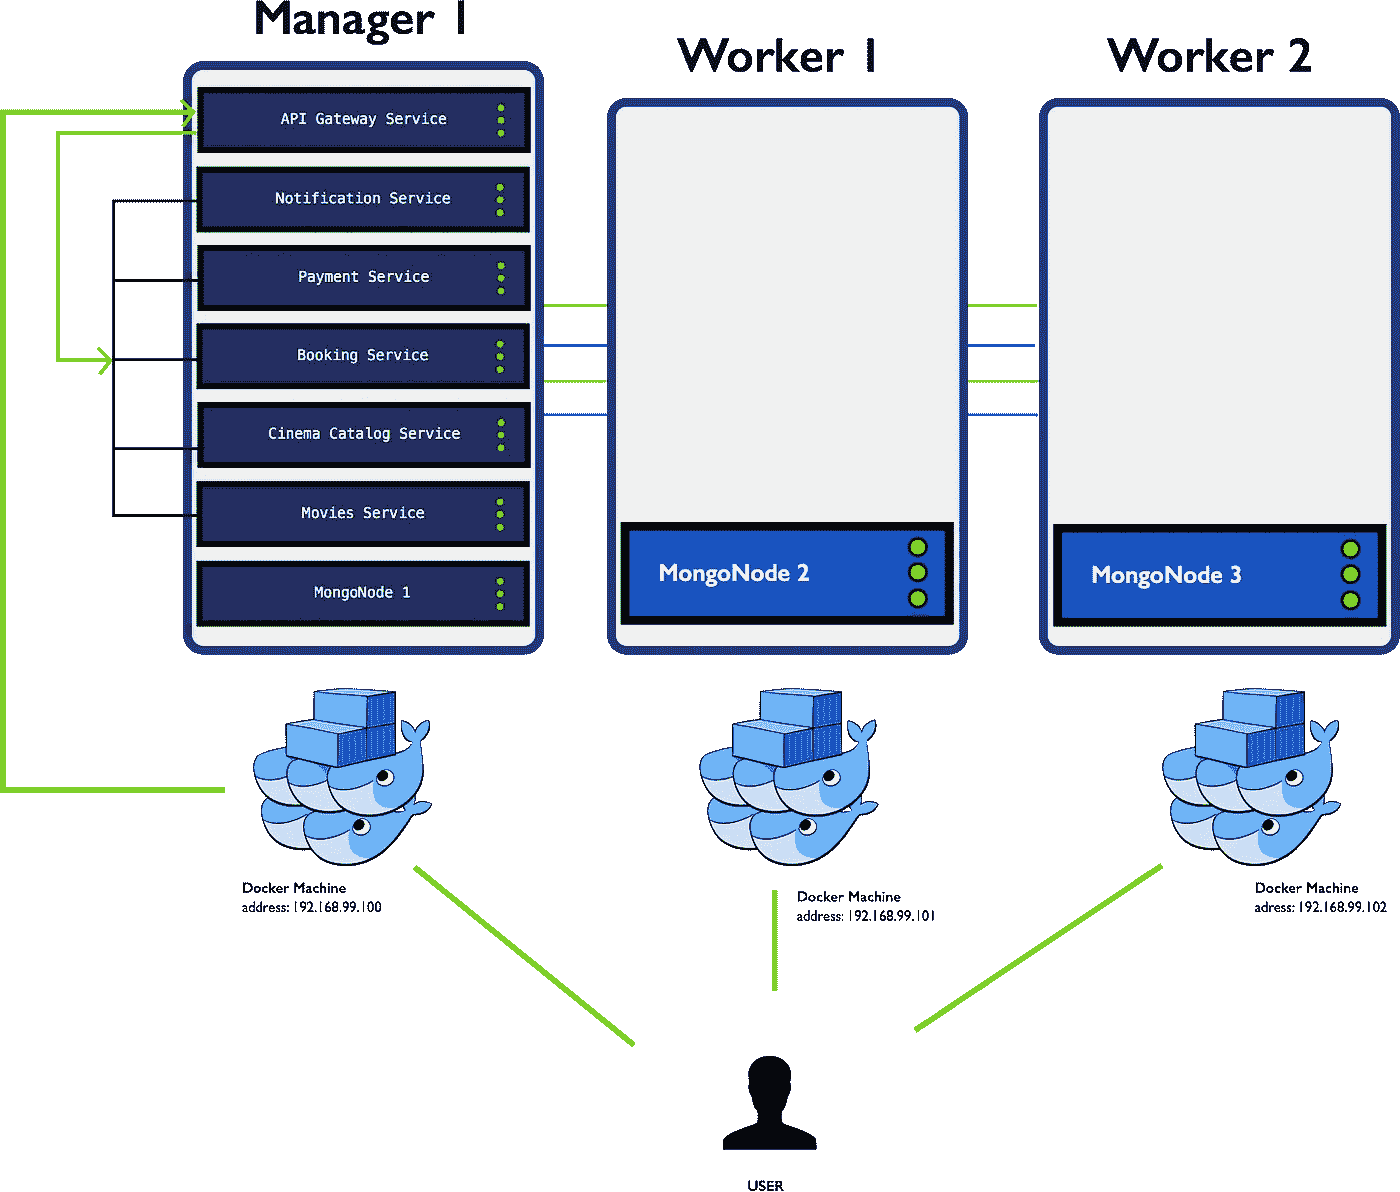 Manager 1
Worker 1
Worker 2
API Gateway Service
Notification Service
Payment Service
Booking Service
Cinema Catalog Service
Movies Service
MongoNode 1
MongoNode 2
MongoNode 3
Docker Machine
address: 192.168.99.100
Docker Machine
address: 192.168.99.101
Docker Machine
adress: 192.168.99.102
USER